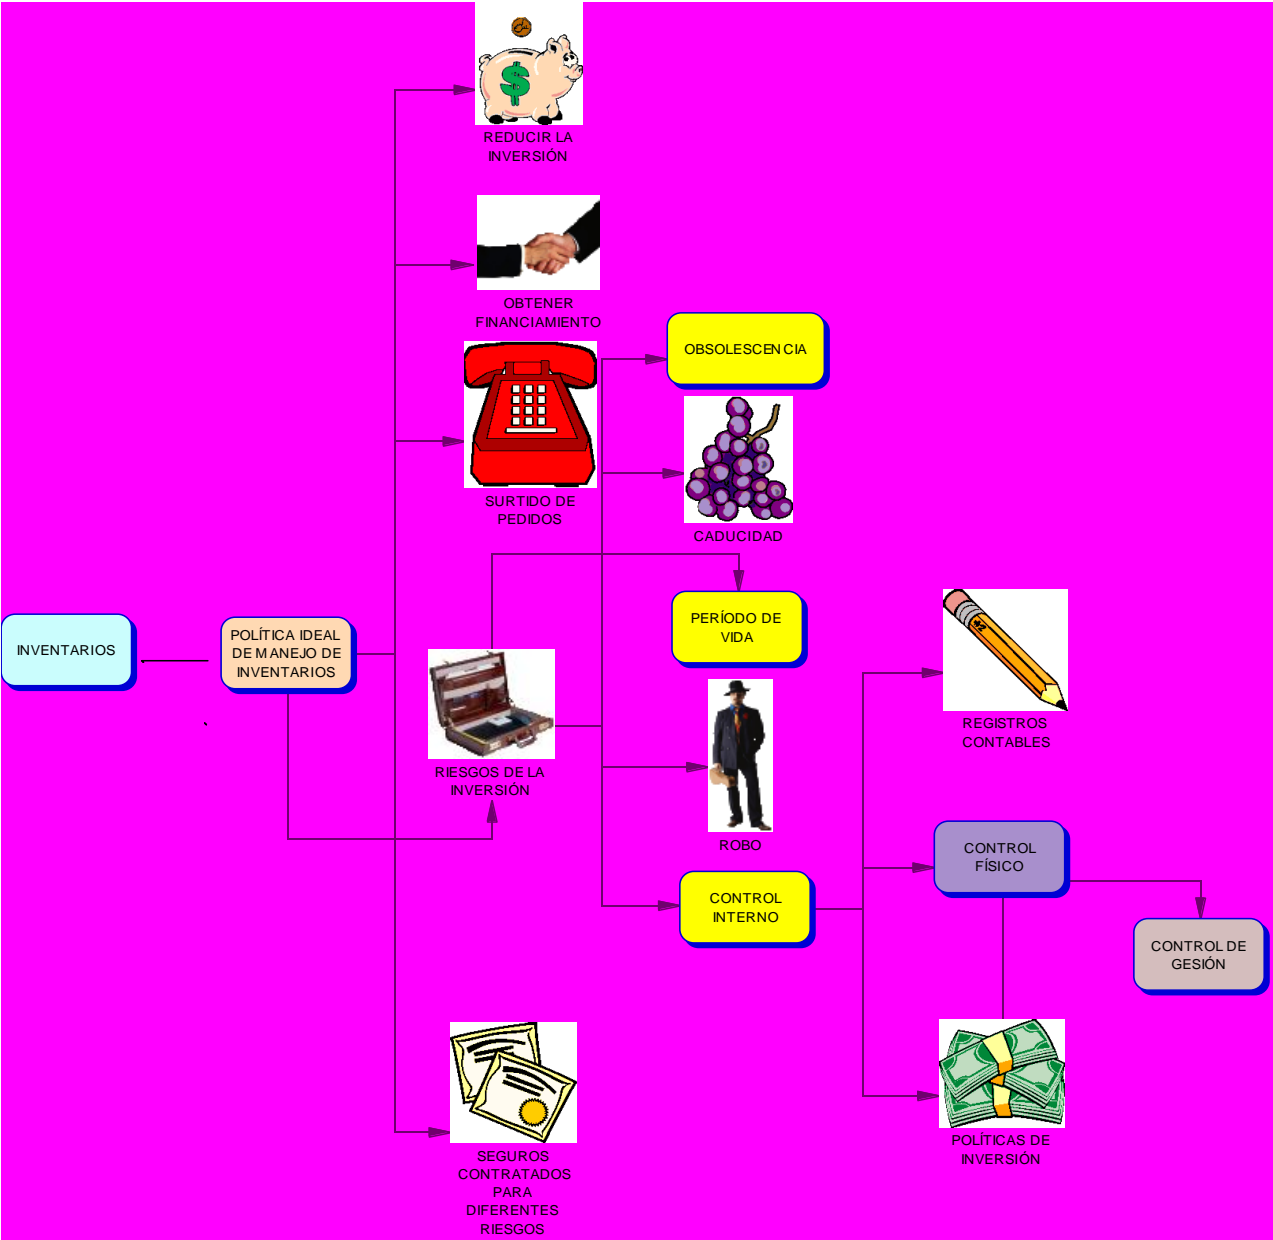 REDUCIR LA
INVERSIÓN
OBTENER
FINANCIAMIENTO
OBSOLESCENCIA
SURTIDO DE
PEDIDOS
CADUCIDAD
INVENTARIOS
POLÍTICA IDEAL
DE MANEJO DE
INVENTARIOS
PERÍODO DE
VIDA
REGISTROS
CONTABLES
RIESGOS DE LA
INVERSIÓN
ROBO
CONTROL
FÍSICO
CONTROL
INTERNO
CONTROL DE
GESIÓN
POLÍTICAS DE
INVERSIÓN
SEGUROS
CONTRATADOS
PARA
DIFERENTES
RIESGOS